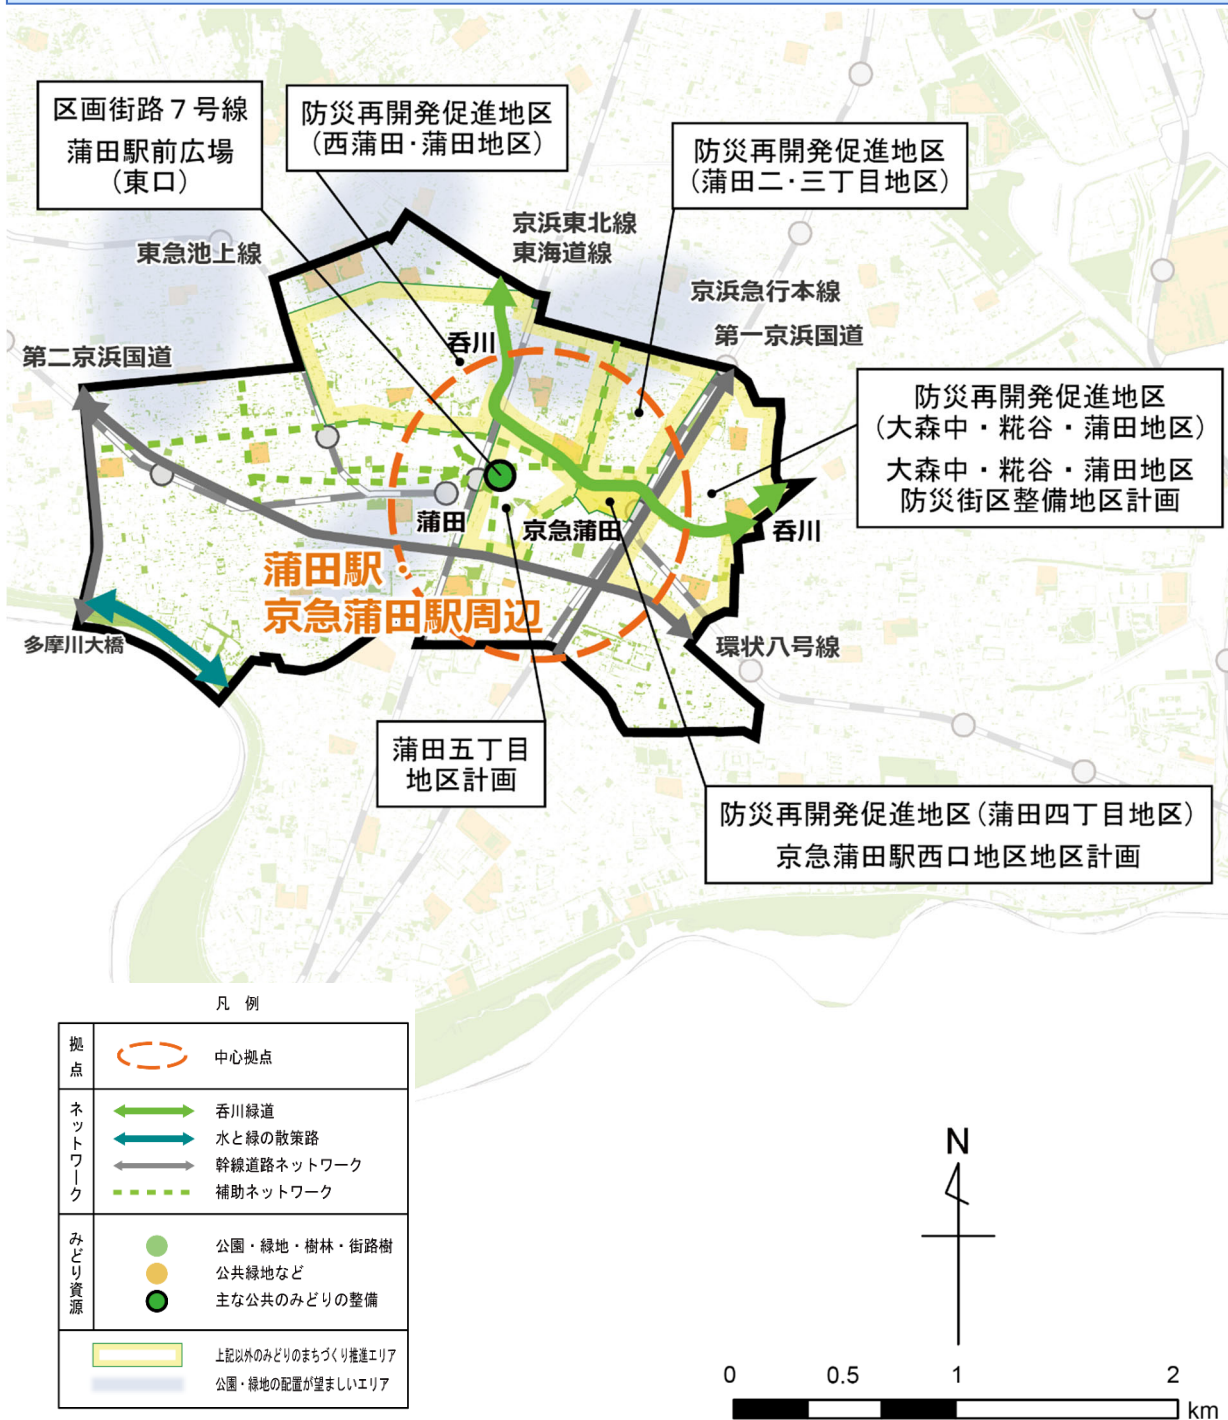 区画街路７号線
蒲田駅前広場
(東口)
防災再開発促進地区
(西蒲田･蒲田地区)
防災再開発促進地区
(蒲田二･三丁目地区)
京浜東北線
東海道線
東急池上線
京浜急行本線
第一京浜国道
呑川
第二京浜国道
防災再開発促進地区
(大森中・糀谷・蒲田地区)
大森中・糀谷・蒲田地区
防災街区整備地区計画
蒲田
京急蒲田
呑川
蒲田駅・
京急蒲田駅周辺
多摩川大橋
環状八号線
蒲田五丁目
地区計画
防災再開発促進地区(蒲田四丁目地区)
京急蒲田駅西口地区地区計画
凡 例
拠点
中心拠点
ネットワーク
呑川緑道
水と緑の散策路
幹線道路ネットワーク
補助ネットワーク
みどり資源
公園・緑地・樹林・街路樹
公共緑地など
主な公共のみどりの整備
上記以外のみどりのまちづくり推進エリア
公園・緑地の配置が望ましいエリア
N
0 0.5 1 2
km